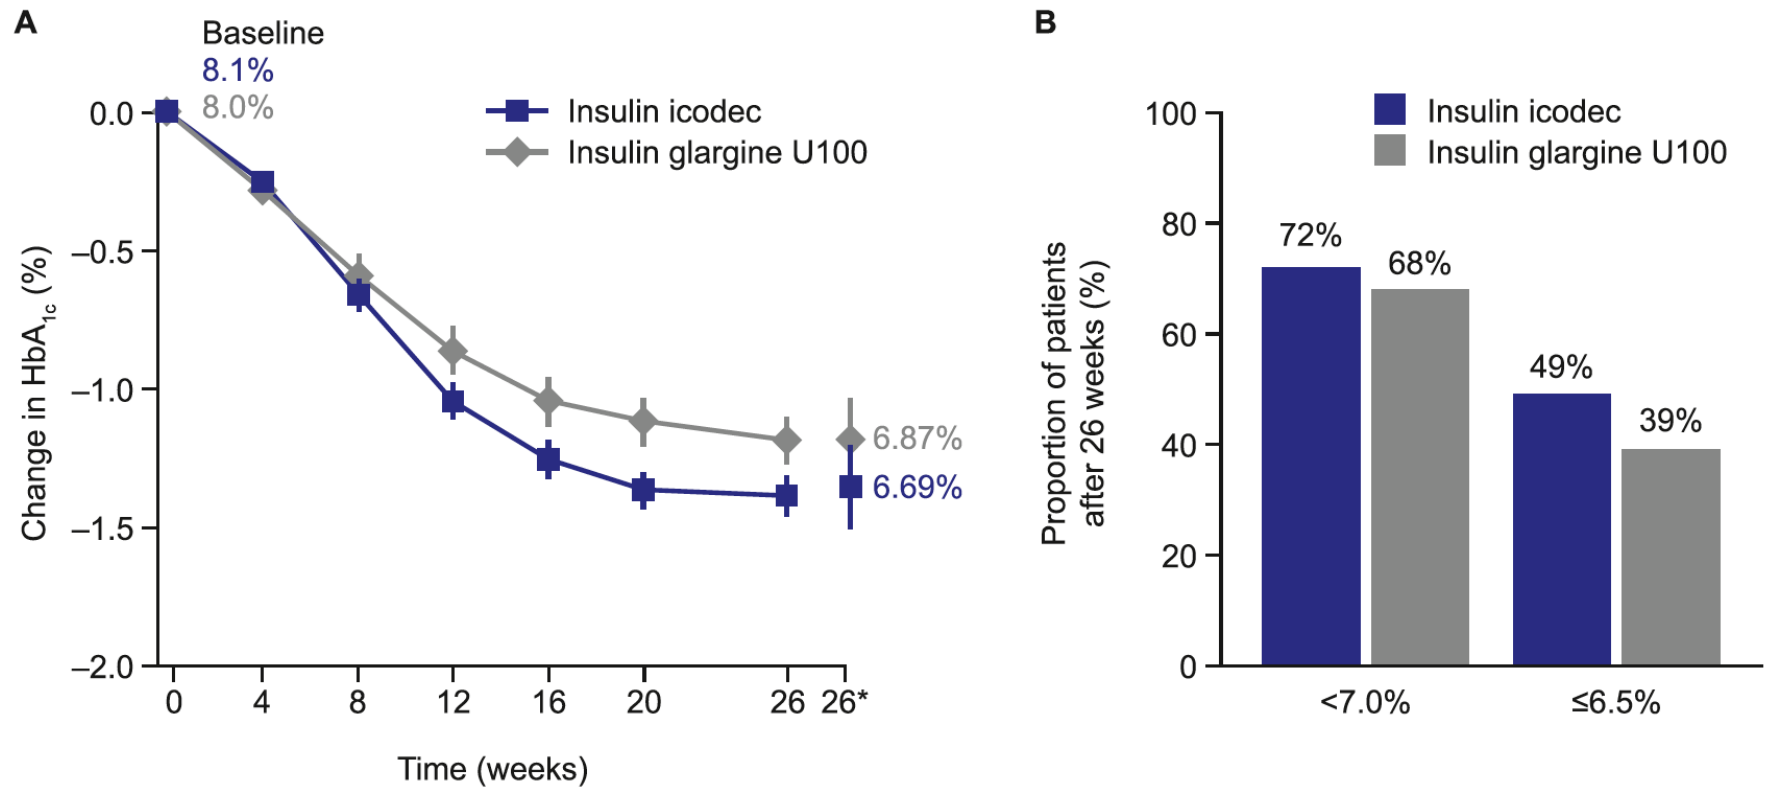 A
Baseline
8.1%
8.0%
Insulin icodec
Insulin glargine U100
Change in HbA1c (%)
0.0
–0.5
–1.0
–1.5
–2.0
6.87%
6.69%
0 4 8 12 16 20 26 26*
Time (weeks)
B
Insulin icodec
Insulin glargine U100
Proportion of patients
after 26 weeks (%)
100
80
60
40
20
0
72%
68%
49%
39%
<7.0% ≤6.5%